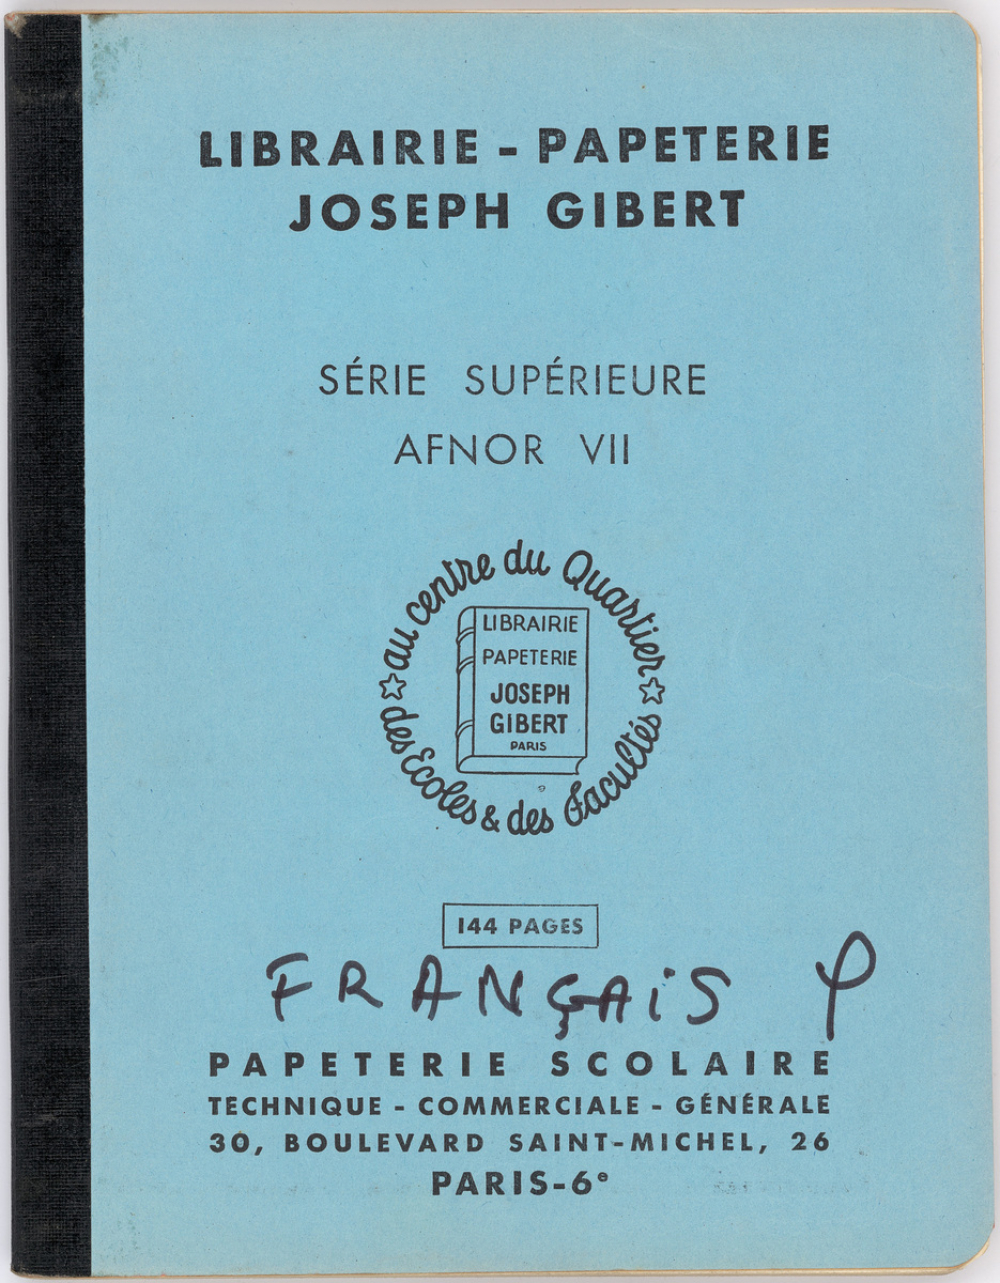 LIBRAIRIE - PAPETERIE
JOSEPH GIBERT
SÉRIE SUPÉRIEURE
AFNOR VII
au centre du Quartier
des Ecoles & des Facultés
LIBRAIRIE
PAPETERIE
JOSEPH
GIBERT
PARIS
144 PAGES
FRANÇAiS φ
PAPETERIE SCOLAIRE
TECHNIQUE - COMMERCIALE - GÉNÉRALE
30, BOULEVARD SAINT-MICHEL, 26
PARIS-6e